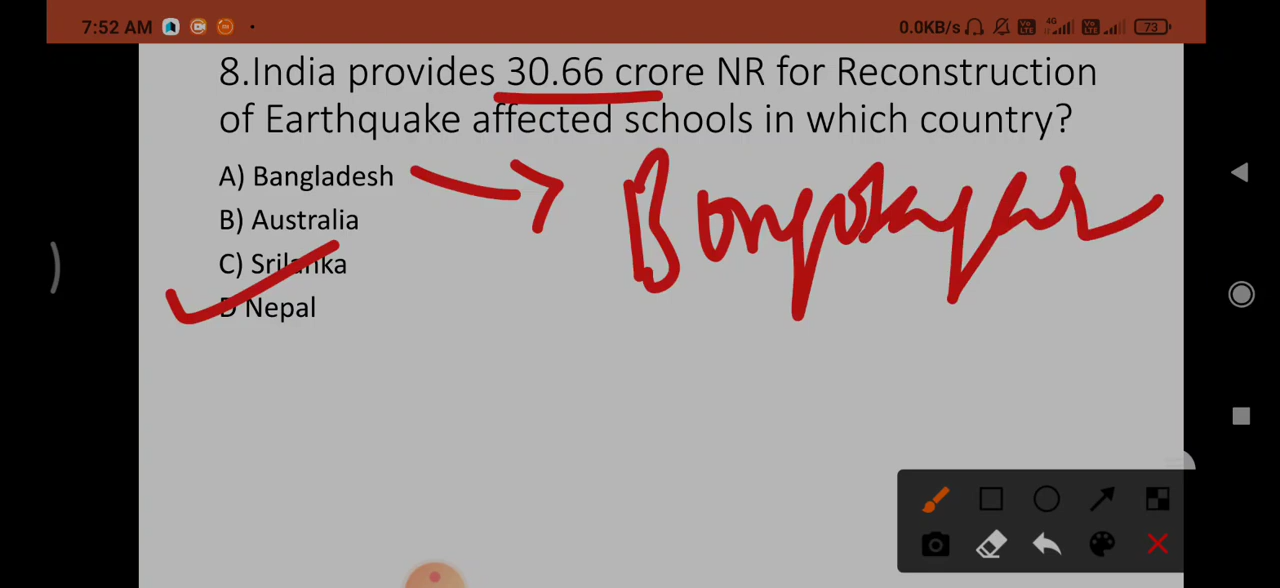 7:52 AM
0.0KB/s
4G
73
8.India provides 30.66 crore NR for Reconstruction
of Earthquake affected schools in which country?
A) Bangladesh
B) Australia
C) Srilanka
D Nepal